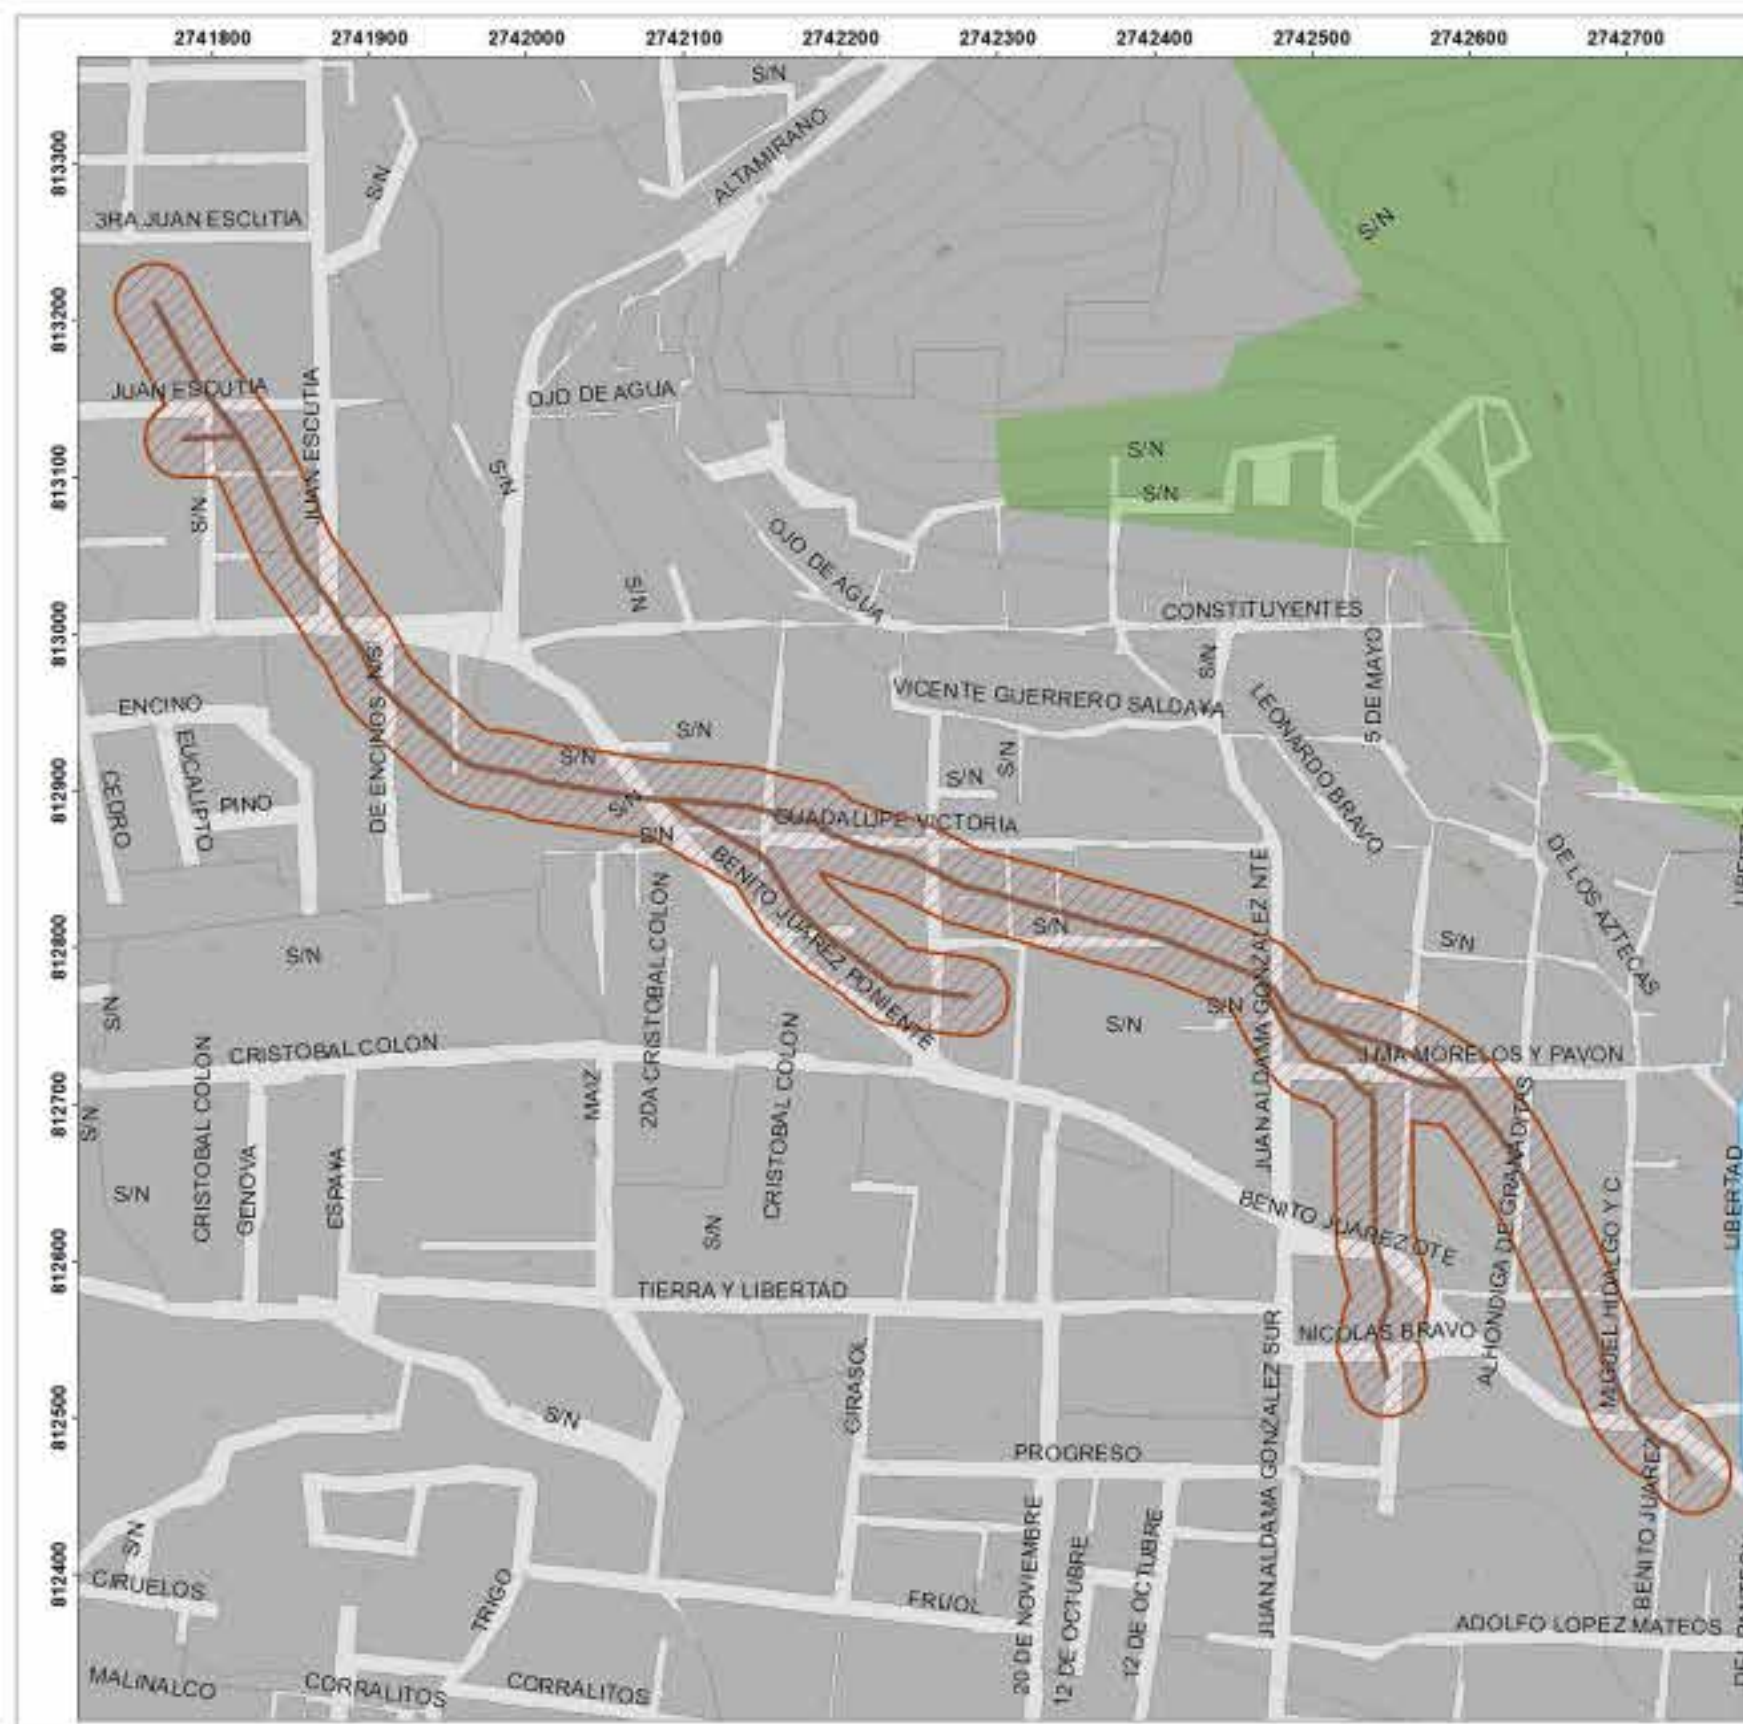 2741800 2741900 2742000 2742100 2742200 2742300 2742400 2742500 2742600 2742700
S/N
813300
ALTAMIRANO
S/N
3RA JUAN ESCUTIA
S/N
813200
JUAN ESCUTIA
JUAN ESCUTIA
OJO DE AGUA
S/N
S/N
S/N
813100
S/N
OJO DE AGUA
S/N
CONSTITUYENTES
813000
S/N
5 DE MAYO
S/N
DE ENCINOS
ENCINO
VICENTE GUERRERO SALDAÑA
LEONARDO BRAVO
S/N
EUCALIPTO
S/N
S/N
S/N
812900
CEDRO
PINO
S/N
S/N
GUADALUPE VICTORIA
BENITO JUAREZ PONIENTE
DE LOS AZTECAS
2DA CRISTOBAL COLON
JUAN ALDAMA GONZALEZ NTE
812800
S/N
S/N
S/N
S/N
S/N
S/N
CRISTOBAL COLON
CRISTOBAL COLON
CRISTOBAL COLON
J MA MORELOS Y PAVON
812700
S/N
MAIZ
GENOVA
ESPAÑA
S/N
S/N
BENITO JUAREZ OTE
ALHONDIGA DE GRANADITAS
MIGUEL HIDALGO Y C
LIBERTAD
812600
TIERRA Y LIBERTAD
NICOLAS BRAVO
GIRASOL
JUAN ALDAMA GONZALEZ SUR
812500
S/N
PROGRESO
BENITO JUAREZ
S/N
20 DE NOVIEMBRE
12 DE OCTUBRE
12 DE OCTUBRE
812400
CIRUELOS
TRIGO
FRIJOL
ADOLFO LOPEZ MATEOS
MALINALCO
CORRALITOS
CORRALITOS